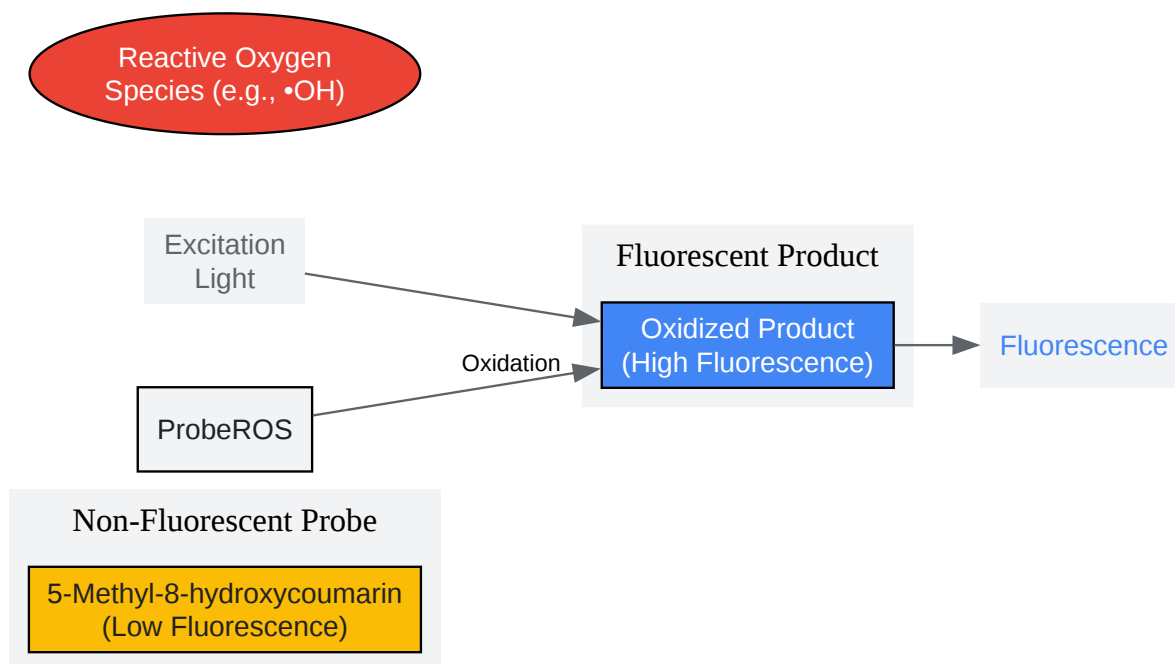 Reactive Oxygen
Species (e.g., •OH)
Excitation
Light
Fluorescent Product
Oxidized Product
(High Fluorescence)
Fluorescence
Oxidation
ProbeROS
Non-Fluorescent Probe
5-Methyl-8-hydroxycoumarin
(Low Fluorescence)